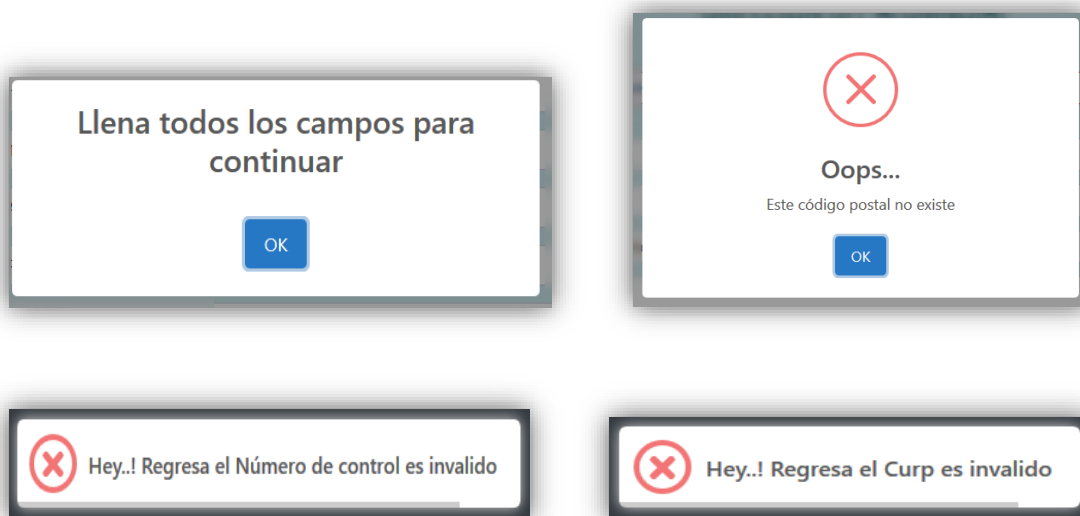 Llena todos los campos para
continuar
OK
Oops...
Este código postal no existe
OK
Hey..! Regresa el Número de control es invalido
Hey..! Regresa el Curp es invalido